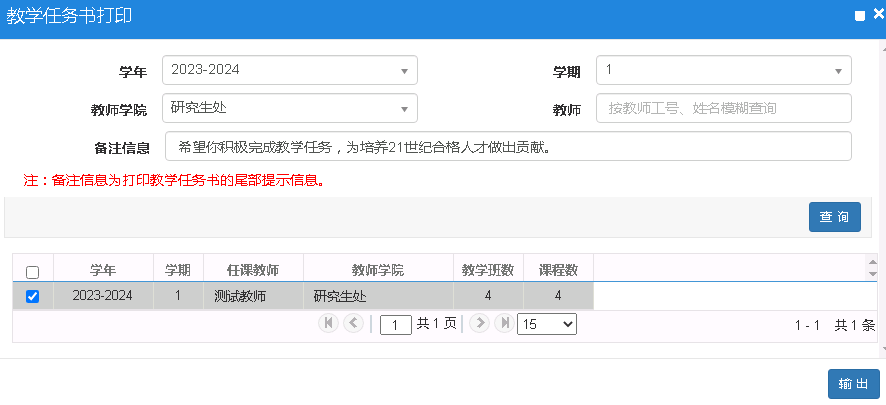 教学任务书打印
学年 2023-2024 学期 1
教师学院 研究生处 教师 按教师工号、姓名模糊查询
备注信息 希望你积极完成教学任务，为培养21世纪合格人才做出贡献。
注：备注信息为打印教学任务书的尾部提示信息。
查 询
学年 学期 任课教师 教师学院 教学班数 课程数
2023-2024 1 测试教师 研究生处 4 4
1 共 1 页 15 1 - 1 共 1 条
输 出